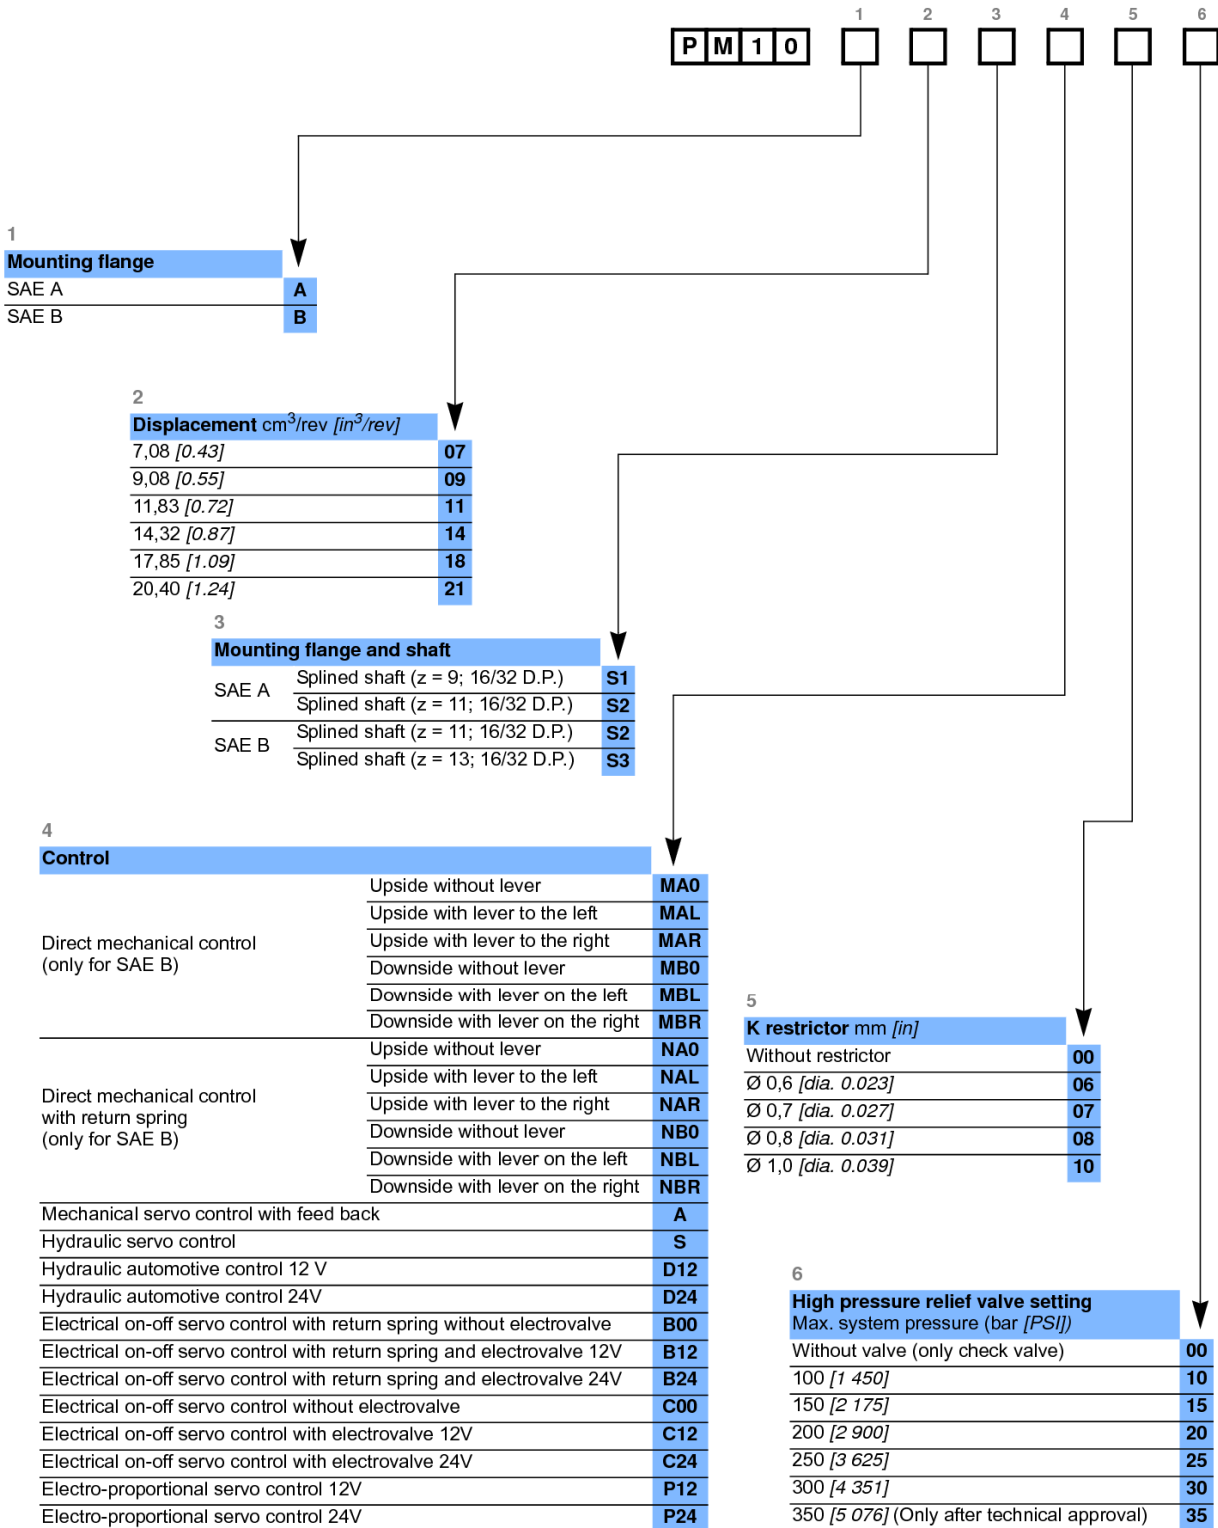 1 2 3 4 5 6
P M 1 0
1
Mounting flange
SAE A A
SAE B B
2
Displacement cm³/rev [in³/rev]
7,08 [0.43] 07
9,08 [0.55] 09
11,83 [0.72] 11
14,32 [0.87] 14
17,85 [1.09] 18
20,40 [1.24] 21
3
Mounting flange and shaft
SAE A
Splined shaft (z = 9; 16/32 D.P.) S1
Splined shaft (z = 11; 16/32 D.P.) S2
SAE B
Splined shaft (z = 11; 16/32 D.P.) S2
Splined shaft (z = 13; 16/32 D.P.) S3
4
Control
Direct mechanical control
(only for SAE B)
Upside without lever MA0
Upside with lever to the left MAL
Upside with lever to the right MAR
Downside without lever MB0
Downside with lever on the left MBL
Downside with lever on the right MBR
Direct mechanical control
with return spring
(only for SAE B)
Upside without lever NA0
Upside with lever to the left NAL
Upside with lever to the right NAR
Downside without lever NB0
Downside with lever on the left NBL
Downside with lever on the right NBR
Mechanical servo control with feed back A
Hydraulic servo control S
Hydraulic automotive control 12 V D12
Hydraulic automotive control 24V D24
Electrical on-off servo control with return spring without electrovalve B00
Electrical on-off servo control with return spring and electrovalve 12V B12
Electrical on-off servo control with return spring and electrovalve 24V B24
Electrical on-off servo control without electrovalve C00
Electrical on-off servo control with electrovalve 12V C12
Electrical on-off servo control with electrovalve 24V C24
Electro-proportional servo control 12V P12
Electro-proportional servo control 24V P24
5
K restrictor mm [in]
Without restrictor 00
Ø 0,6 [dia. 0.023] 06
Ø 0,7 [dia. 0.027] 07
Ø 0,8 [dia. 0.031] 08
Ø 1,0 [dia. 0.039] 10
6
High pressure relief valve setting
Max. system pressure (bar [PSI])
Without valve (only check valve) 00
100 [1 450] 10
150 [2 175] 15
200 [2 900] 20
250 [3 625] 25
300 [4 351] 30
350 [5 076] (Only after technical approval) 35